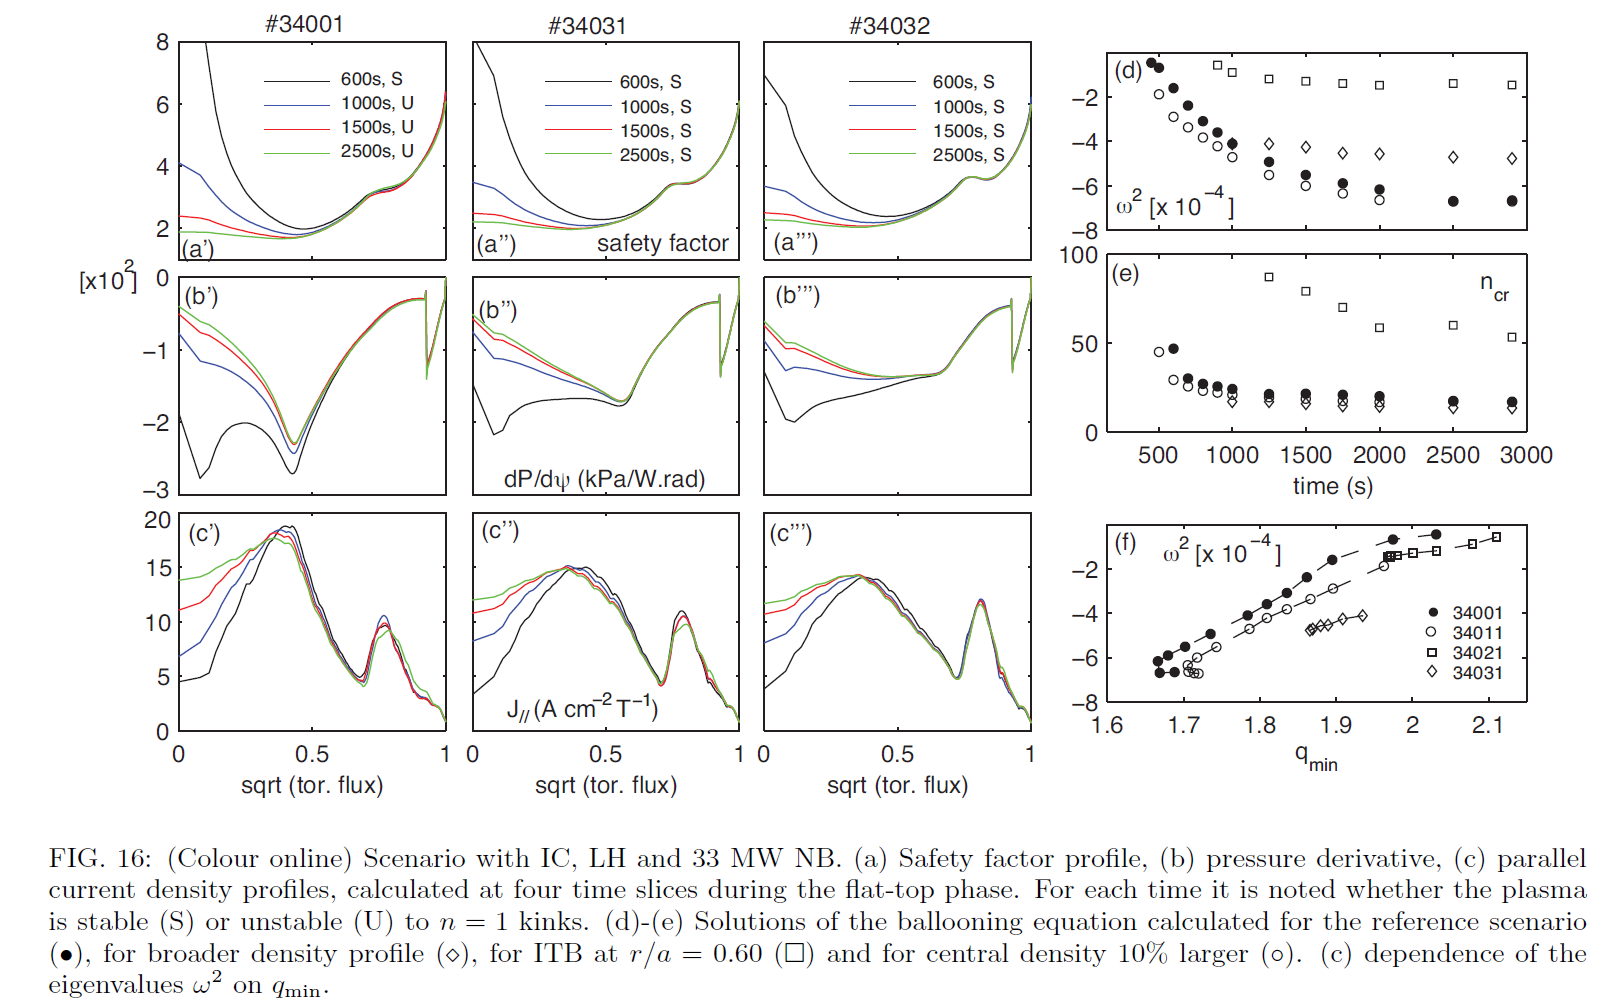 #34001
#34031
#34032
8
6
4
2
600s, S
1000s, U
1500s, U
2500s, U
(a')
600s, S
1000s, S
1500s, S
2500s, S
(a'')
safety factor
600s, S
1000s, S
1500s, S
2500s, S
(a''')
[x10²]
0
−1
−2
−3
(b')
(b'')
dP/dψ (kPa/W.rad)
(b''')
20
15
10
5
0
(c')
(c'')
J// (A cm⁻² T⁻¹)
(c''')
0 0.5 1
0 0.5 1
0 0.5 1
sqrt (tor. flux)
sqrt (tor. flux)
sqrt (tor. flux)
(d)
−2
−4
−6
−8
ω² [x 10⁻⁴]
(e)
n_cr
100
50
0
500 1000 1500 2000 2500 3000
time (s)
(f)
ω² [x 10⁻⁴]
−2
−4
−6
−8
34001
34011
34021
34031
1.6 1.7 1.8 1.9 2 2.1
q_min
FIG. 16: (Colour online) Scenario with IC, LH and 33 MW NB. (a) Safety factor profile, (b) pressure derivative, (c) parallel
current density profiles, calculated at four time slices during the flat-top phase. For each time it is noted whether the plasma
is stable (S) or unstable (U) to n = 1 kinks. (d)-(e) Solutions of the ballooning equation calculated for the reference scenario
(•), for broader density profile (⋄), for ITB at r/a = 0.60 (□) and for central density 10% larger (∘). (c) dependence of the
eigenvalues ω² on q_min.